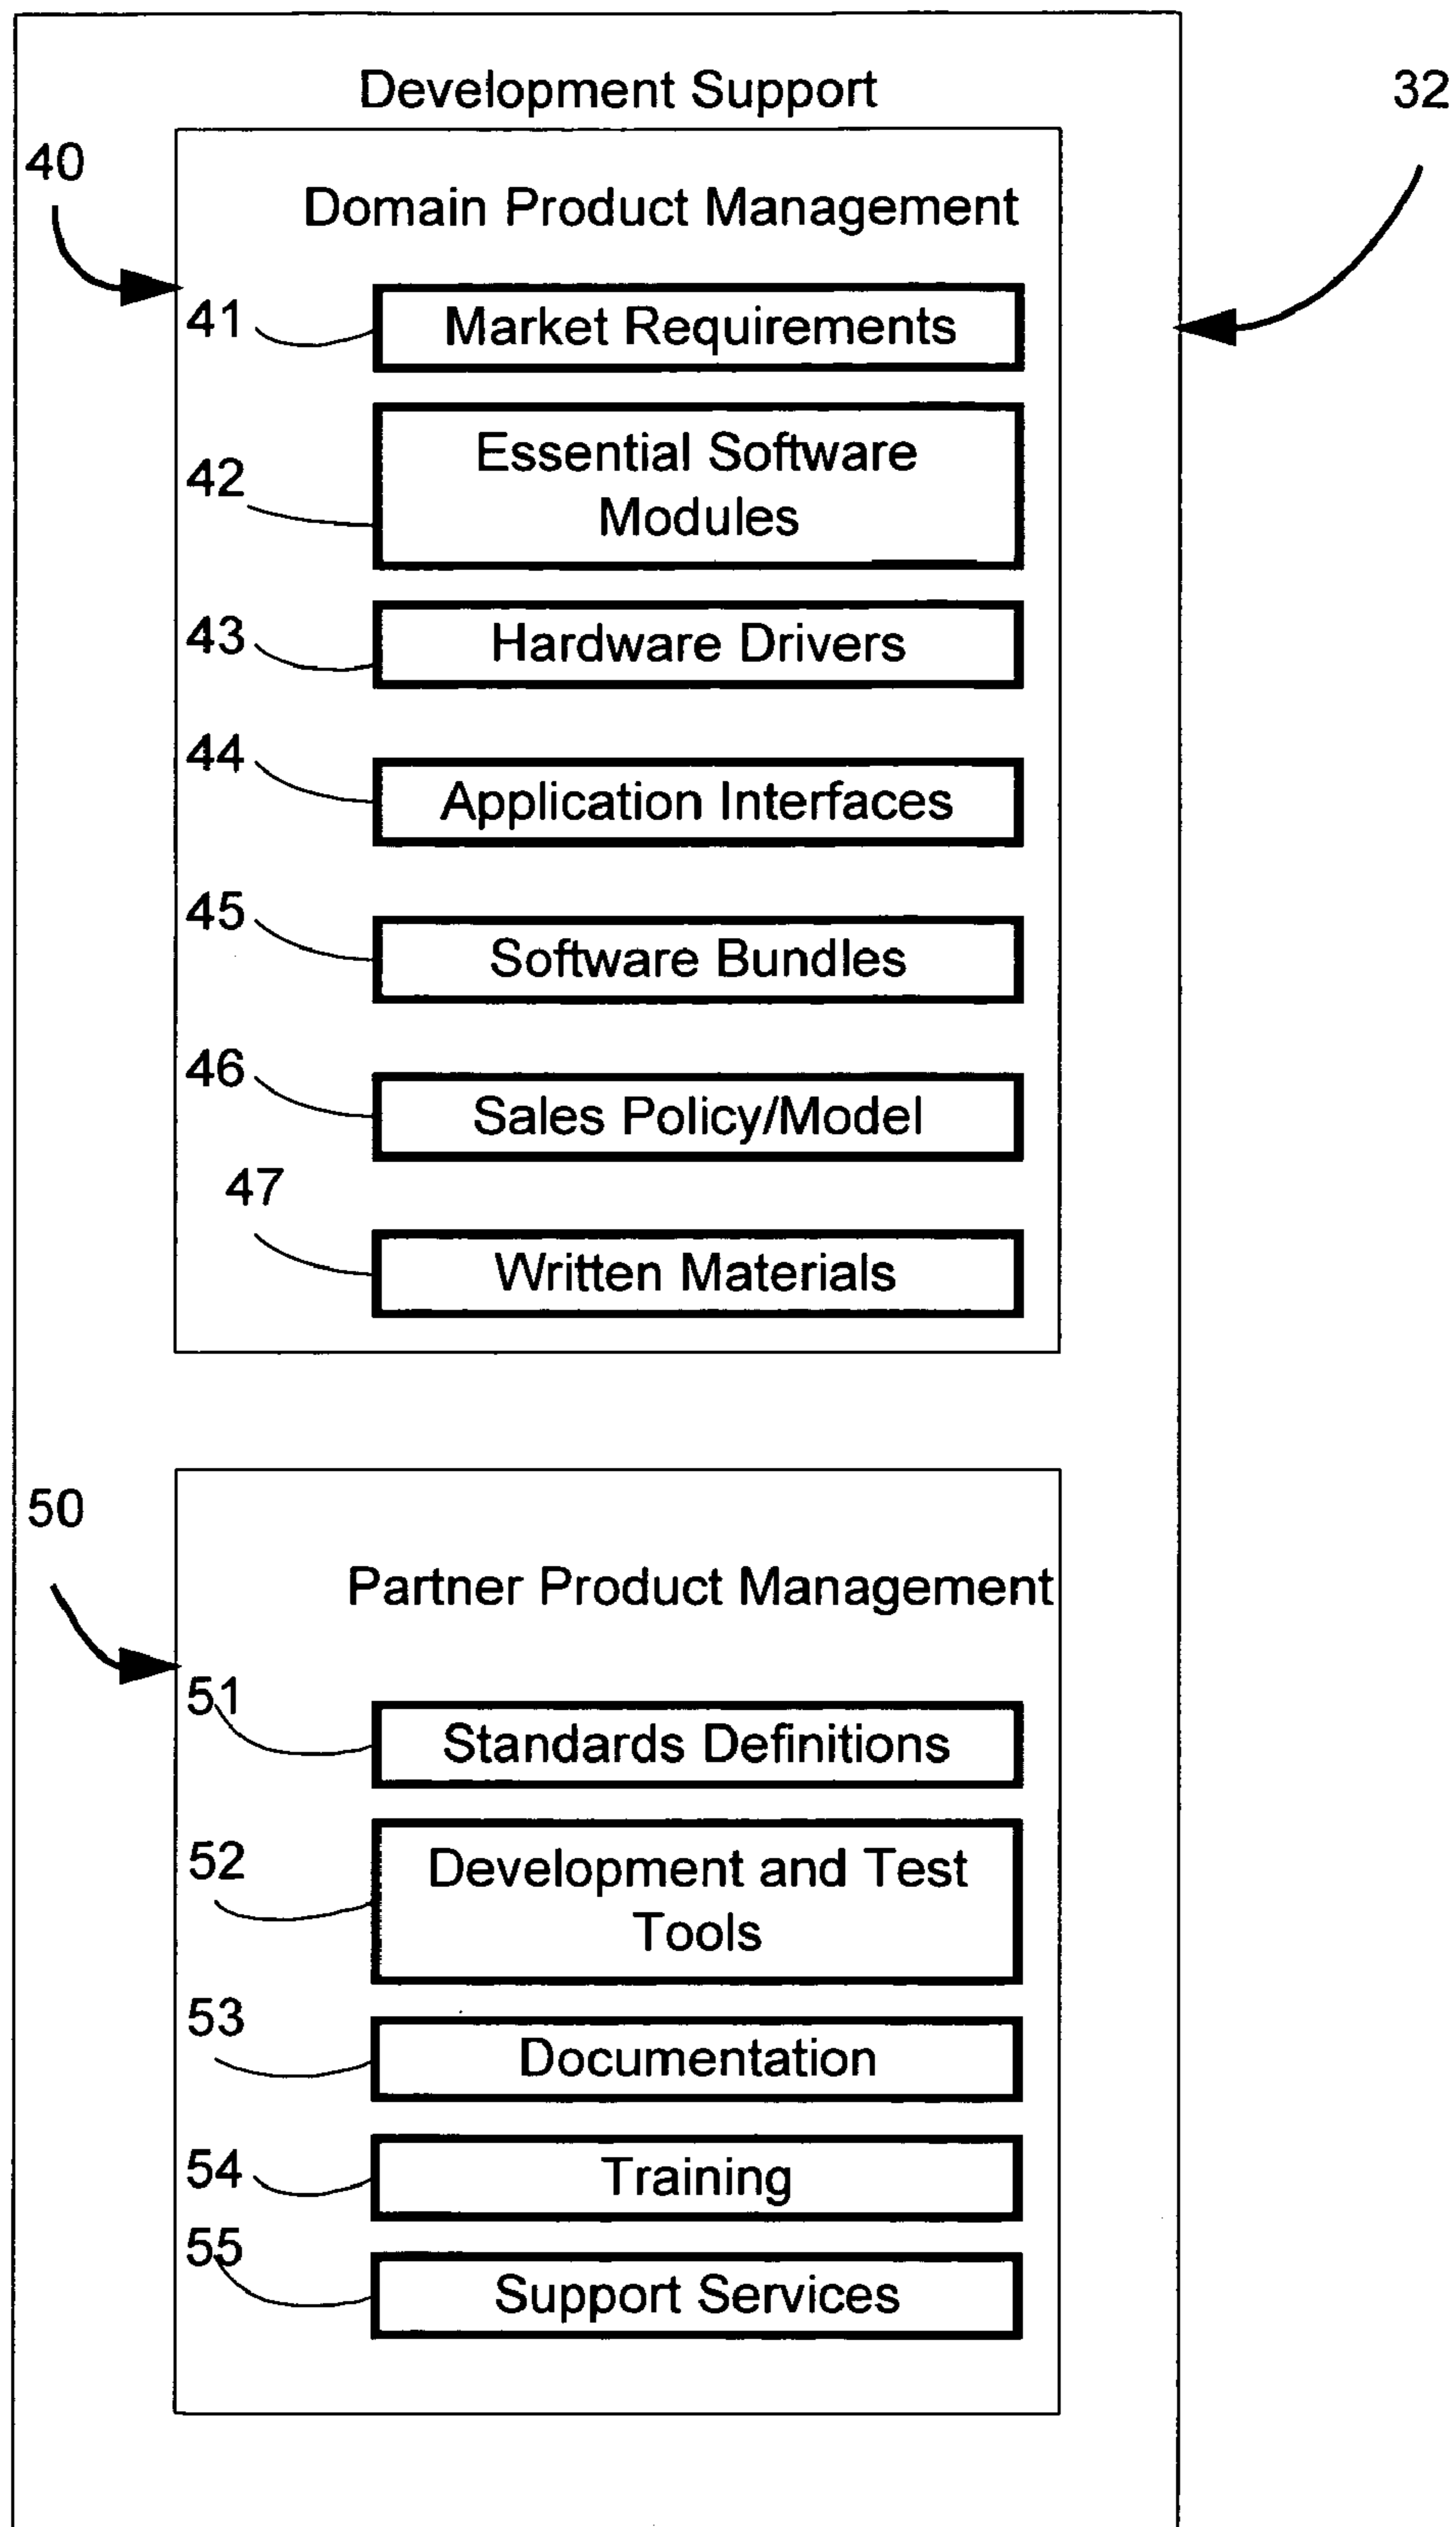 Development Support
32
40
Domain Product Management
41
Market Requirements
42
Essential Software
Modules
43
Hardware Drivers
44
Application Interfaces
45
Software Bundles
46
Sales Policy/Model
47
Written Materials
50
Partner Product Management
51
Standards Definitions
52
Development and Test
Tools
53
Documentation
54
Training
55
Support Services